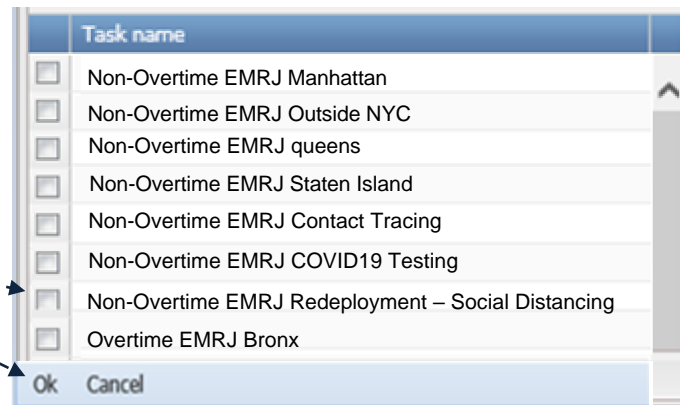 Task name
Non-Overtime EMRJ Manhattan
Non-Overtime EMRJ Outside NYC
Non-Overtime EMRJ queens
Non-Overtime EMRJ Staten Island
Non-Overtime EMRJ Contact Tracing
Non-Overtime EMRJ COVID19 Testing
Non-Overtime EMRJ Redeployment – Social Distancing
Overtime EMRJ Bronx
Ok Cancel